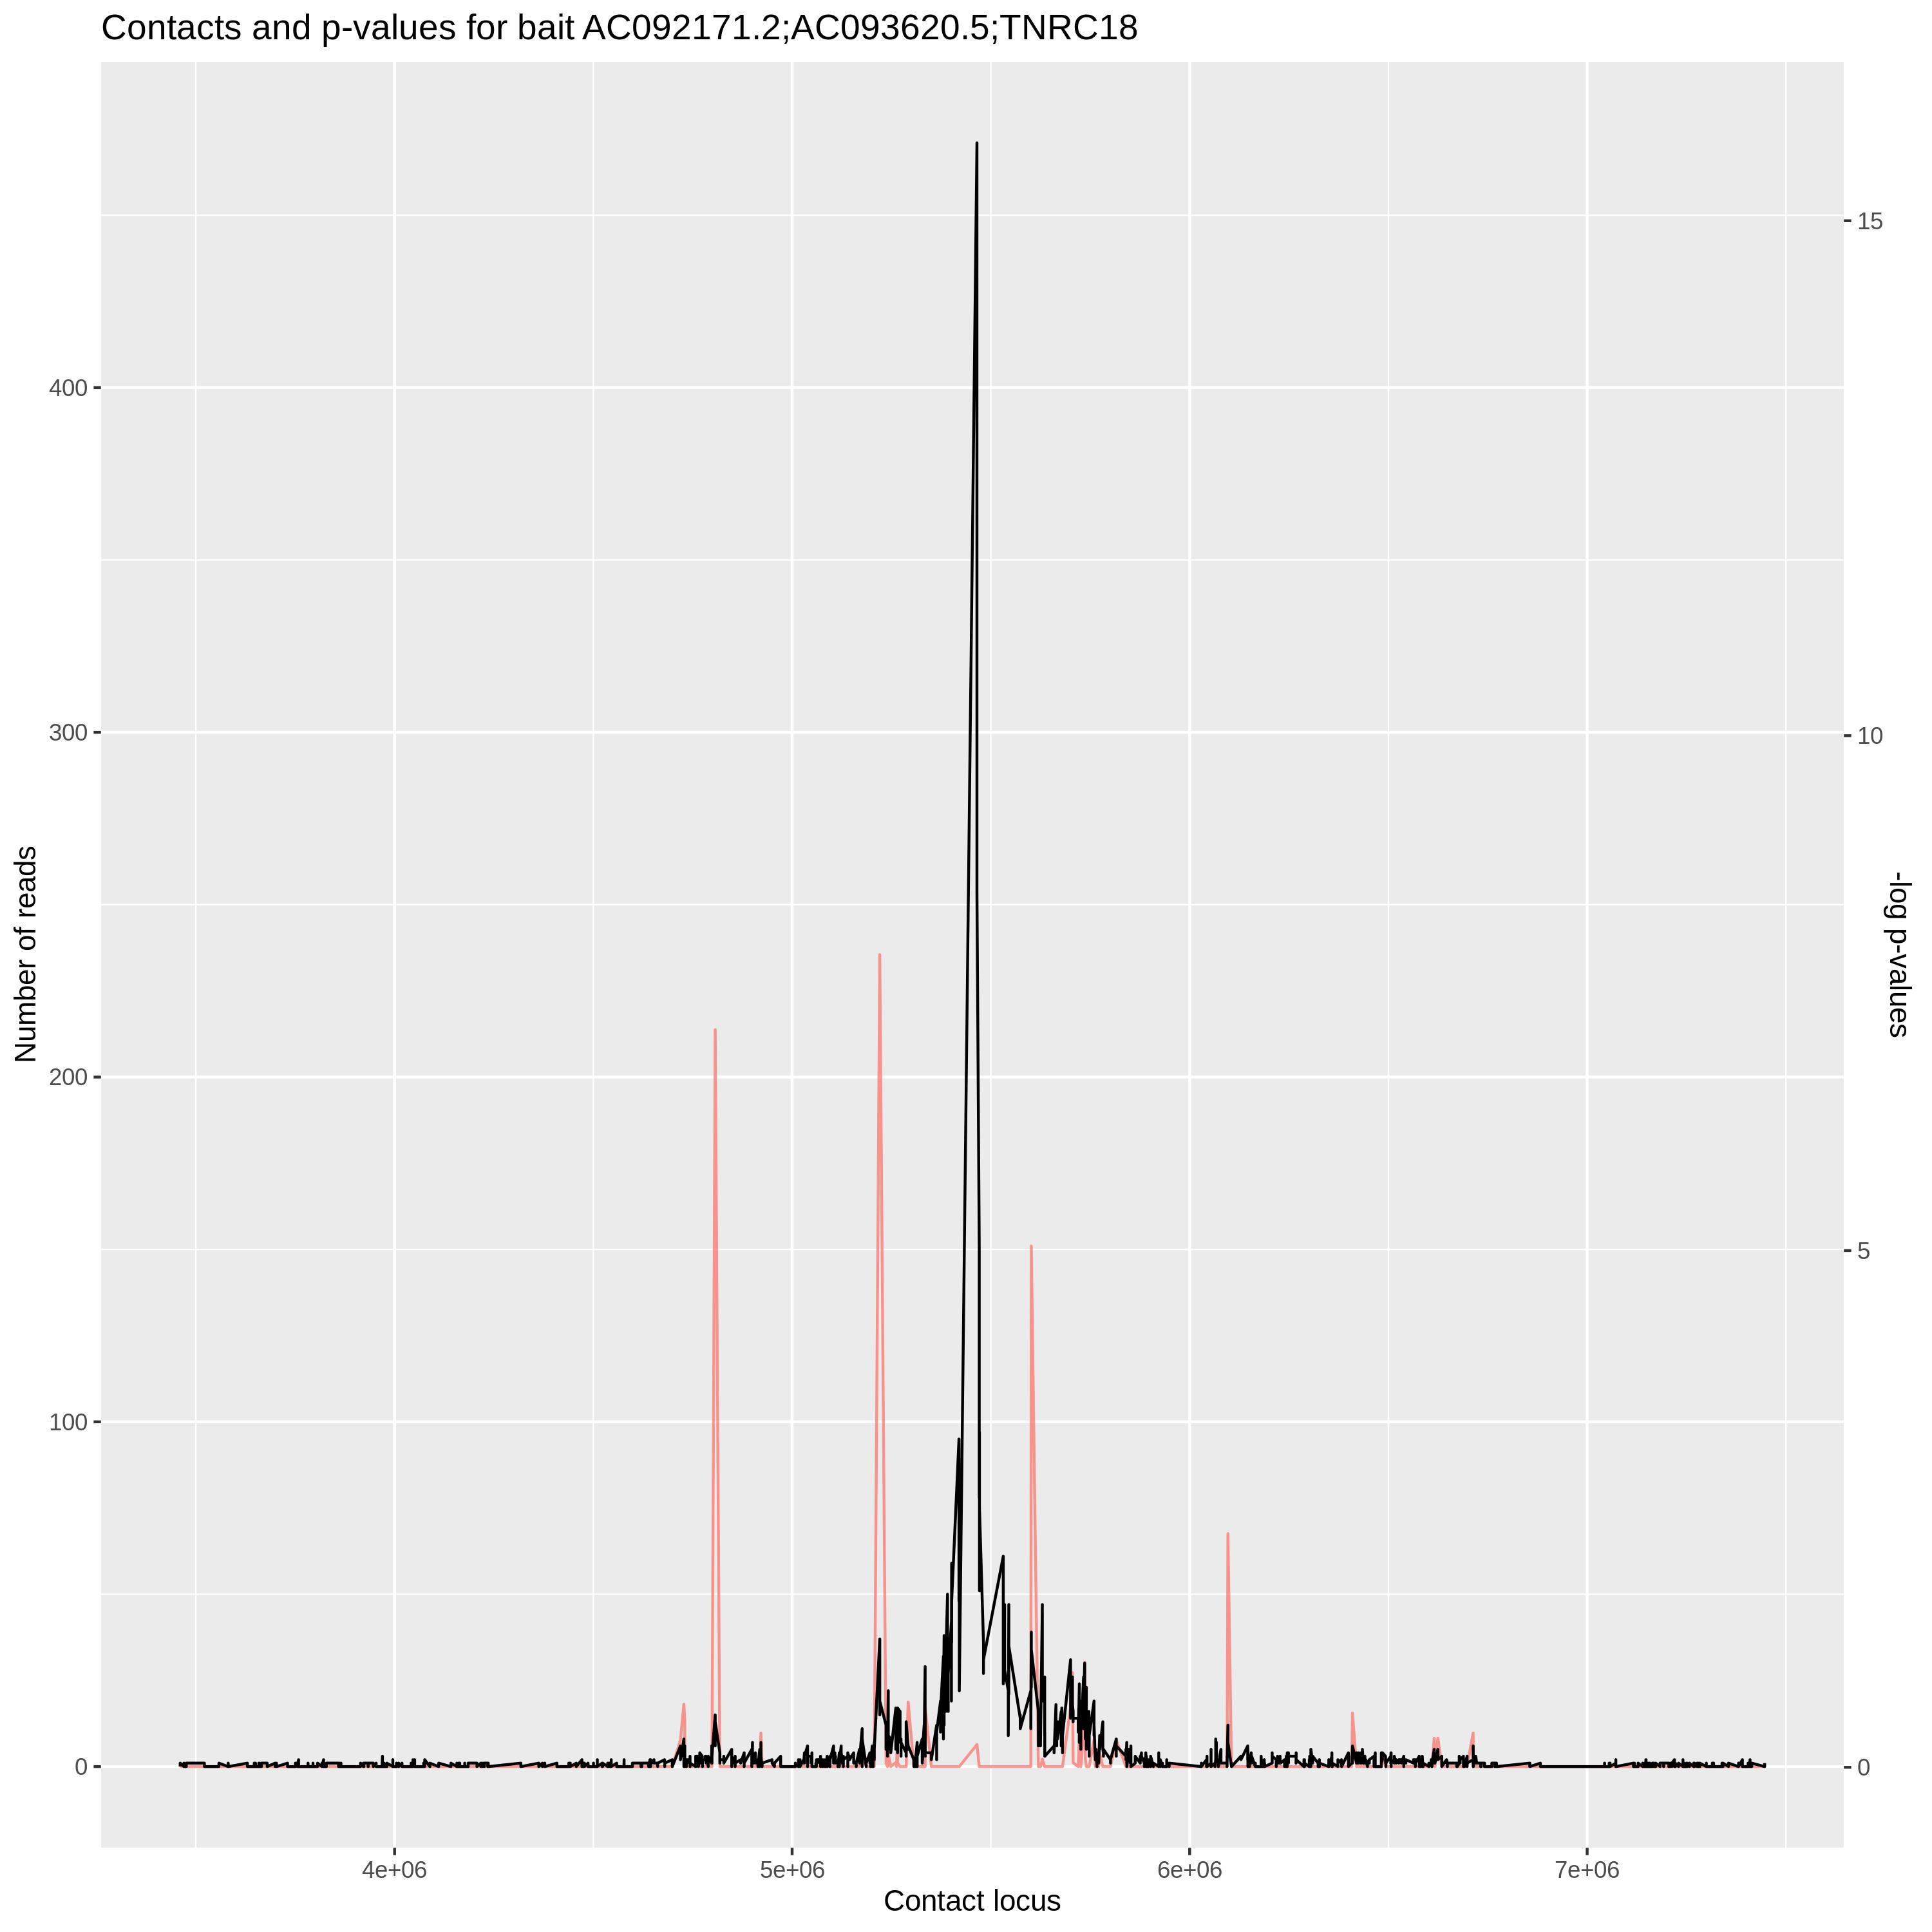 Contacts and p-values for bait AC092171.2;AC093620.5;TNRC18
Number of reads
400
300
200
100
0
15
10
5
0
-log p-values
4e+06
5e+06
6e+06
7e+06
Contact locus